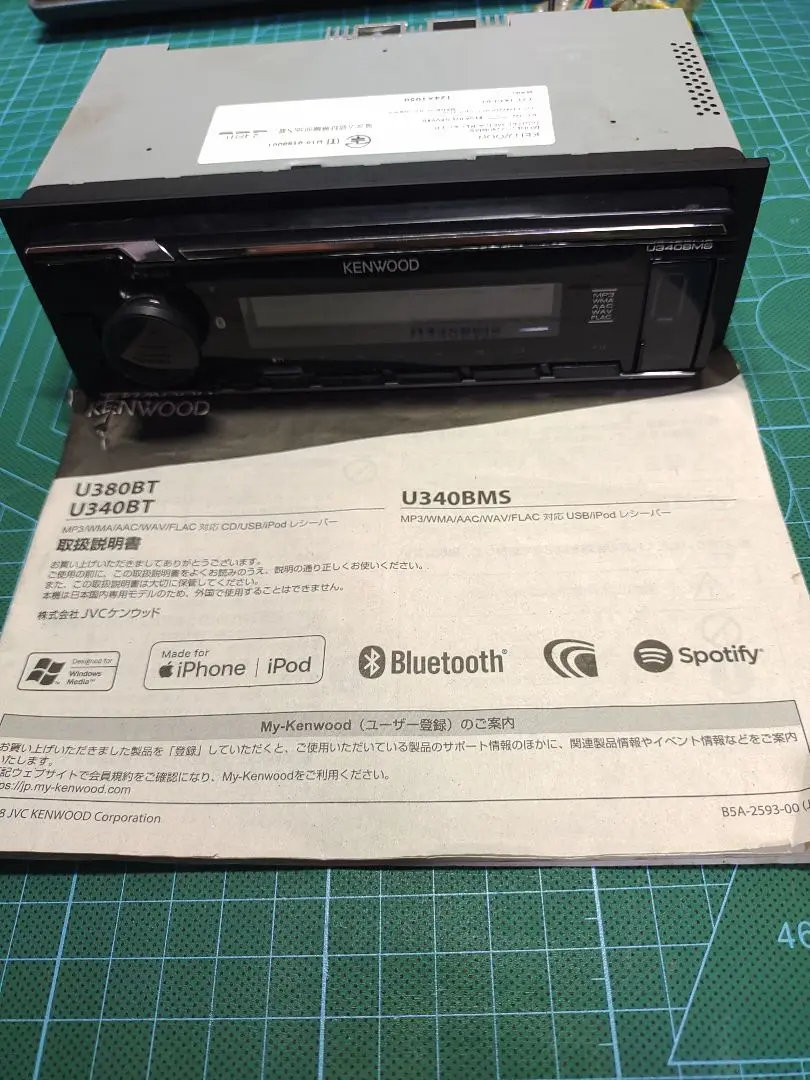 KENWOOD
U340BMS
KENWOOD
MP3
WMA
AAC
WAV
FLAC
KENWOOD
U380BT
U340BT
MP3/WMA/AAC/WAV/FLAC 対応 CD/USB/iPod レシーバー
取扱説明書
U340BMS
MP3/WMA/AAC/WAV/FLAC 対応 USB/iPod レシーバー
お買い上げいただきましてありがとうございます。
ご使用の前に、この取扱説明書をよくお読みのうえ、説明の通り正しくお使いください。
また、この取扱説明書は大切に保管してください。
本機は日本国内専用モデルのため、外国で使用することはできません。
株式会社 JVCケンウッド
Designed for
Windows
Media™
Made for
iPhone | iPod
Bluetooth®
Spotify®
My-Kenwood（ユーザー登録）のご案内
お買い上げいただきました製品を「登録」していただくと、ご使用いただいている製品のサポート情報のほかに、関連製品情報やイベント情報などをご案内
いたします。
記ウェブサイトで会員規約をご確認になり、My-Kenwoodをご利用ください。
ps://jp.my-kenwood.com
8 JVC KENWOOD Corporation
B5A-2593-00 (J
46